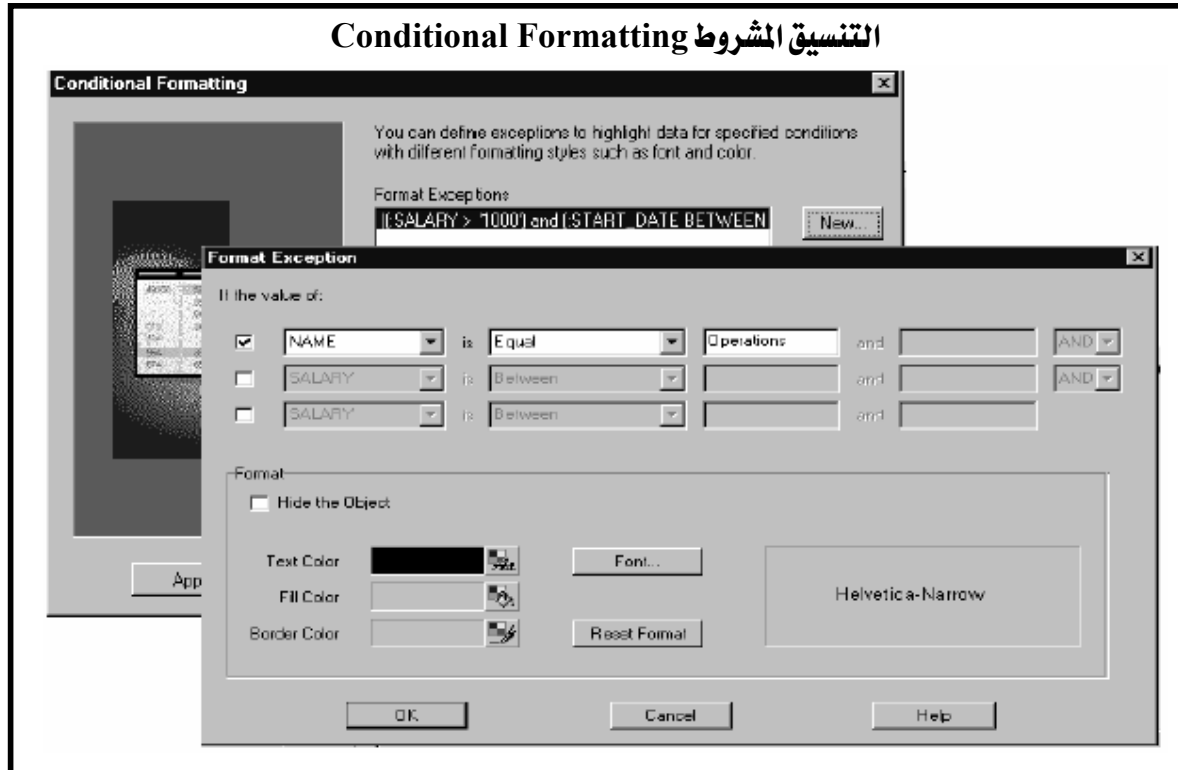 التنسيق المشروط Conditional Formatting
Conditional Formatting
You can define exceptions to highlight data for specified conditions
with different formatting styles such as font and color.
Format Exceptions
((:SALARY > '1000') and (:START_DATE BETWEEN
New...
Format Exception
If the value of:
NAME is Equal Operations and AND
SALARY is Between and AND
SALARY is Between and
Format
Hide the Object
Text Color Font...
Fill Color Helvetica-Narrow
Border Color Reset Format
App
OK Cancel Help